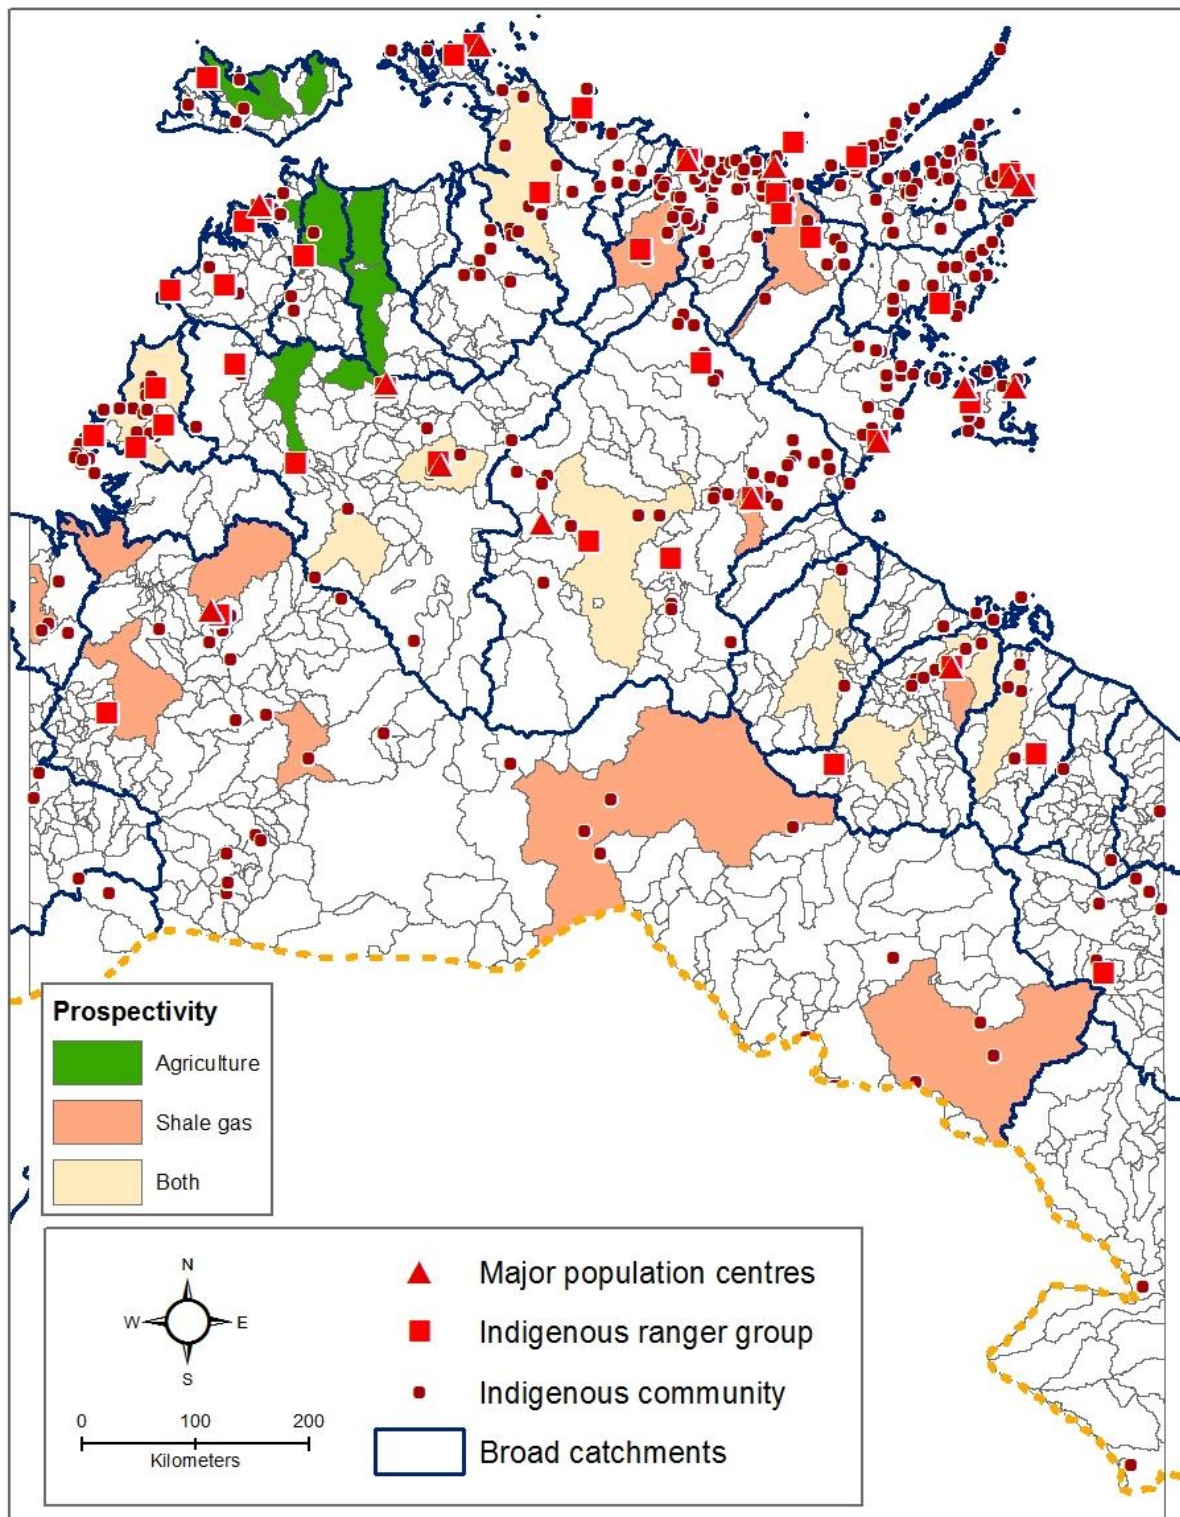 Prospectivity
Agriculture
Shale gas
Both
N
W E
S
0 100 200
Kilometers
Major population centres
Indigenous ranger group
Indigenous community
Broad catchments